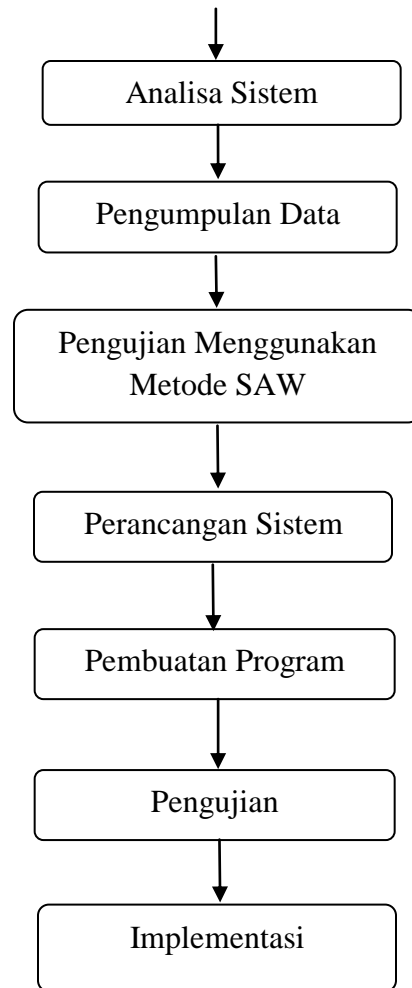 Analisa Sistem
Pengumpulan Data
Pengujian Menggunakan
Metode SAW
Perancangan Sistem
Pembuatan Program
Pengujian
Implementasi